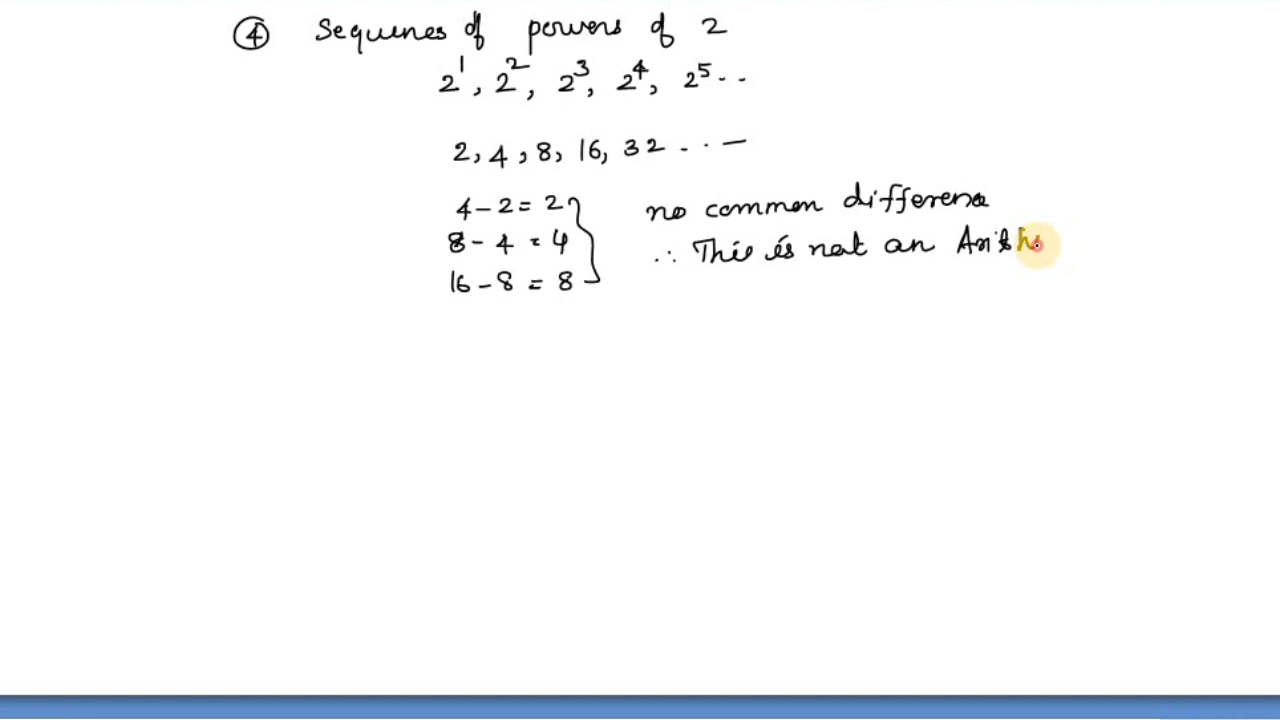 ④ Sequenes of powers of 2
2¹, 2², 2³, 2⁴, 2⁵ . .
2, 4, 8, 16, 32 . . . —
4 - 2 = 2
8 - 4 = 4
16 - 8 = 8
no common difference
∴ This is not an Arith